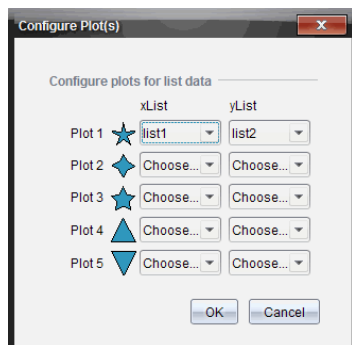 Configure Plot(s)
Configure plots for list data
xList yList
Plot 1 list1 list2
Plot 2 Choose... Choose...
Plot 3 Choose... Choose...
Plot 4 Choose... Choose...
Plot 5 Choose... Choose...
OK Cancel